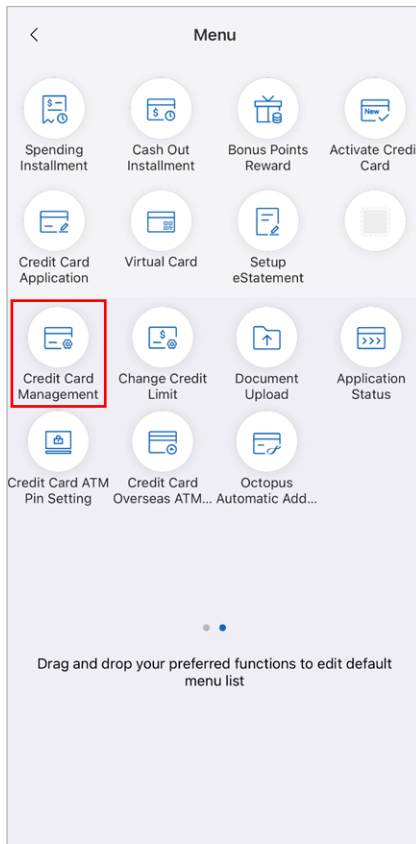 Menu
Spending
Installment
Cash Out
Installment
Bonus Points
Reward
New
Activate Credi
Card
Credit Card
Application
Virtual Card
Setup
eStatement
Credit Card
Management
Change Credit
Limit
Document
Upload
Application
Status
Credit Card ATM
Pin Setting
Credit Card
Overseas ATM...
Octopus
Automatic Add...
Drag and drop your preferred functions to edit default
menu list